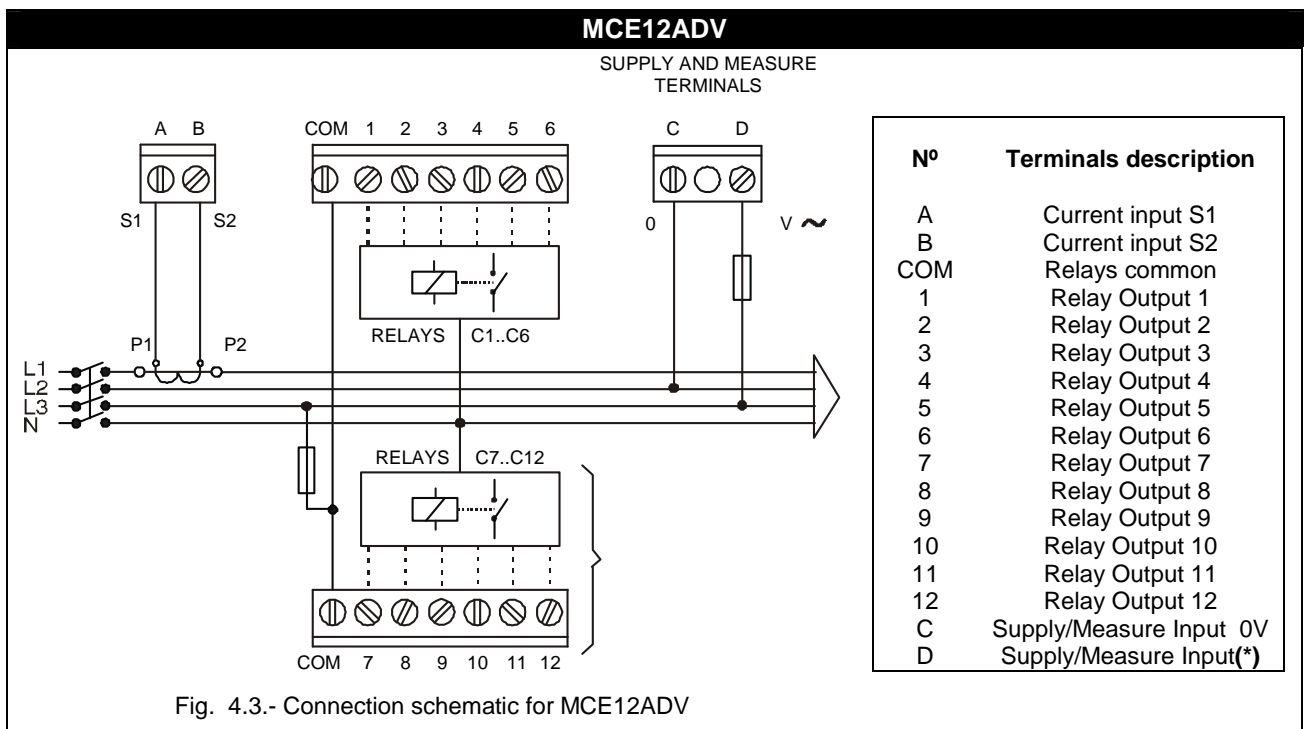 MCE12ADV
SUPPLY AND MEASURE
TERMINALS
A B
COM 1 2 3 4 5 6
C D
S1 S2
0 V ~
RELAYS C1..C6
P1 P2
L1
L2
L3
N
RELAYS C7..C12
COM 7 8 9 10 11 12
Fig. 4.3.- Connection schematic for MCE12ADV
Nº Terminals description
A Current input S1
B Current input S2
COM Relays common
1 Relay Output 1
2 Relay Output 2
3 Relay Output 3
4 Relay Output 4
5 Relay Output 5
6 Relay Output 6
7 Relay Output 7
8 Relay Output 8
9 Relay Output 9
10 Relay Output 10
11 Relay Output 11
12 Relay Output 12
C Supply/Measure Input 0V
D Supply/Measure Input(*)